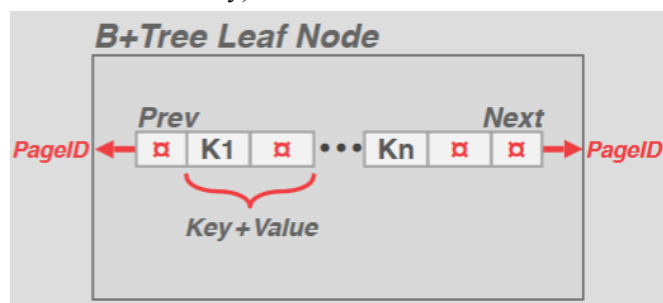 B+Tree Leaf Node
Prev Next
PageID ¤ K1 ¤ ••• Kn ¤ ¤ PageID
Key+Value